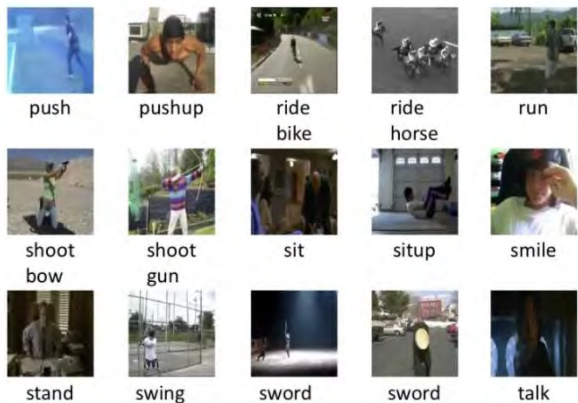 push pushup ride ride run
bike horse
shoot shoot sit situp smile
bow gun
stand swing sword sword talk